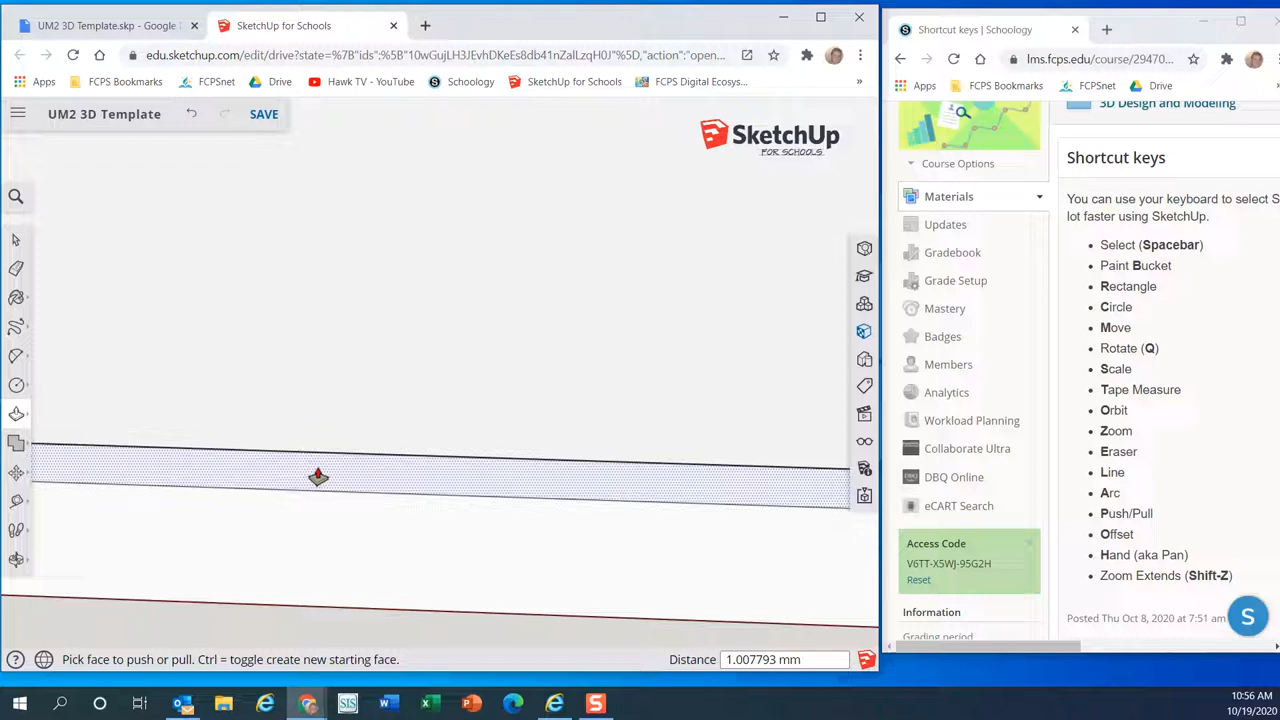 UM2 3D Template.skp - Google
SketchUp for Schools
edu.sketchup.com/edit/drive?state=%7B"ids"%3A
Apps
FCPS Bookmarks
FCPSnet
Drive
Hawk TV - YouTube
Schoology
SketchUp for Schools
FCPS Digital Ecosys...
UM2 3D Template
SAVE
SketchUp
FOR SCHOOLS
Pick face to push or pull. Ctrl = toggle create new starting face.
Distance
1.007793 mm
Shortcut keys | Schoology
lms.fcps.edu/course/29470...
Apps
FCPS Bookmarks
FCPSnet
Drive
3D Design and Modeling
Course Options
Materials
Updates
Gradebook
Grade Setup
Mastery
Badges
Members
Analytics
Workload Planning
Collaborate Ultra
DBQ Online
eCART Search
Access Code
V6TT-X5WJ-95G2H
Reset
Information
Grading period
Shortcut keys
You can use your keyboard to select S
lot faster using SketchUp.
Select (Spacebar)
Paint Bucket
Rectangle
Circle
Move
Rotate (Q)
Scale
Tape Measure
Orbit
Zoom
Eraser
Line
Arc
Push/Pull
Offset
Hand (aka Pan)
Zoom Extends (Shift-Z)
Posted Thu Oct 8, 2020 at 7:51 am
S
SIS
10:56 AM
10/19/2020